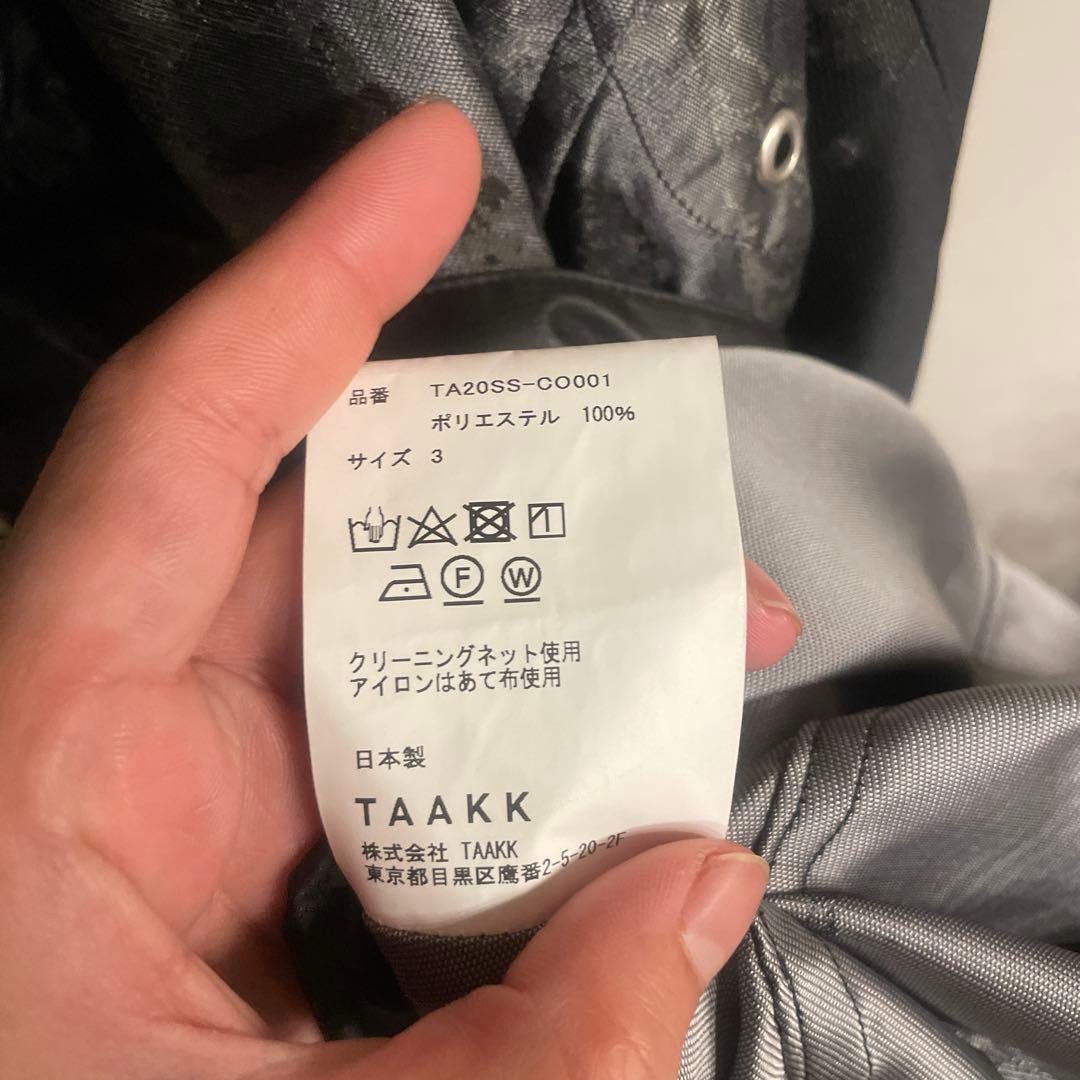 品番 TA20SS-CO001
ポリエステル 100%
サイズ 3
F W
クリーニングネット使用
アイロンはあて布使用
日本製
TAAKK
株式会社 TAAKK
東京都目黒区鷹番2-5-20-2F